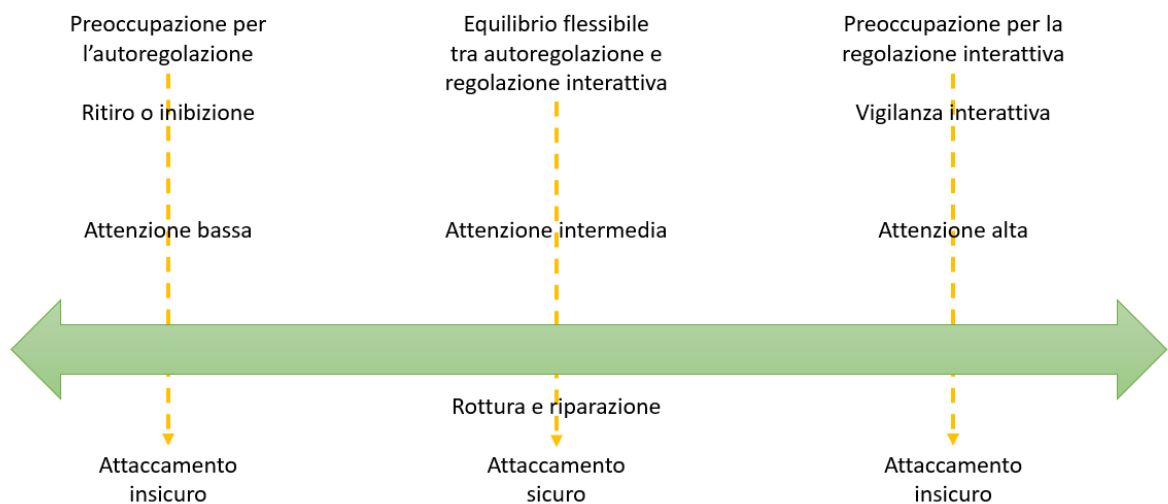 Preoccupazione per
l’autoregolazione
Ritiro o inibizione
Attenzione bassa
Attaccamento
insicuro
Equilibrio flessibile
tra autoregolazione e
regolazione interattiva
Attenzione intermedia
Rottura e riparazione
Attaccamento
sicuro
Preoccupazione per la
regolazione interattiva
Vigilanza interattiva
Attenzione alta
Attaccamento
insicuro